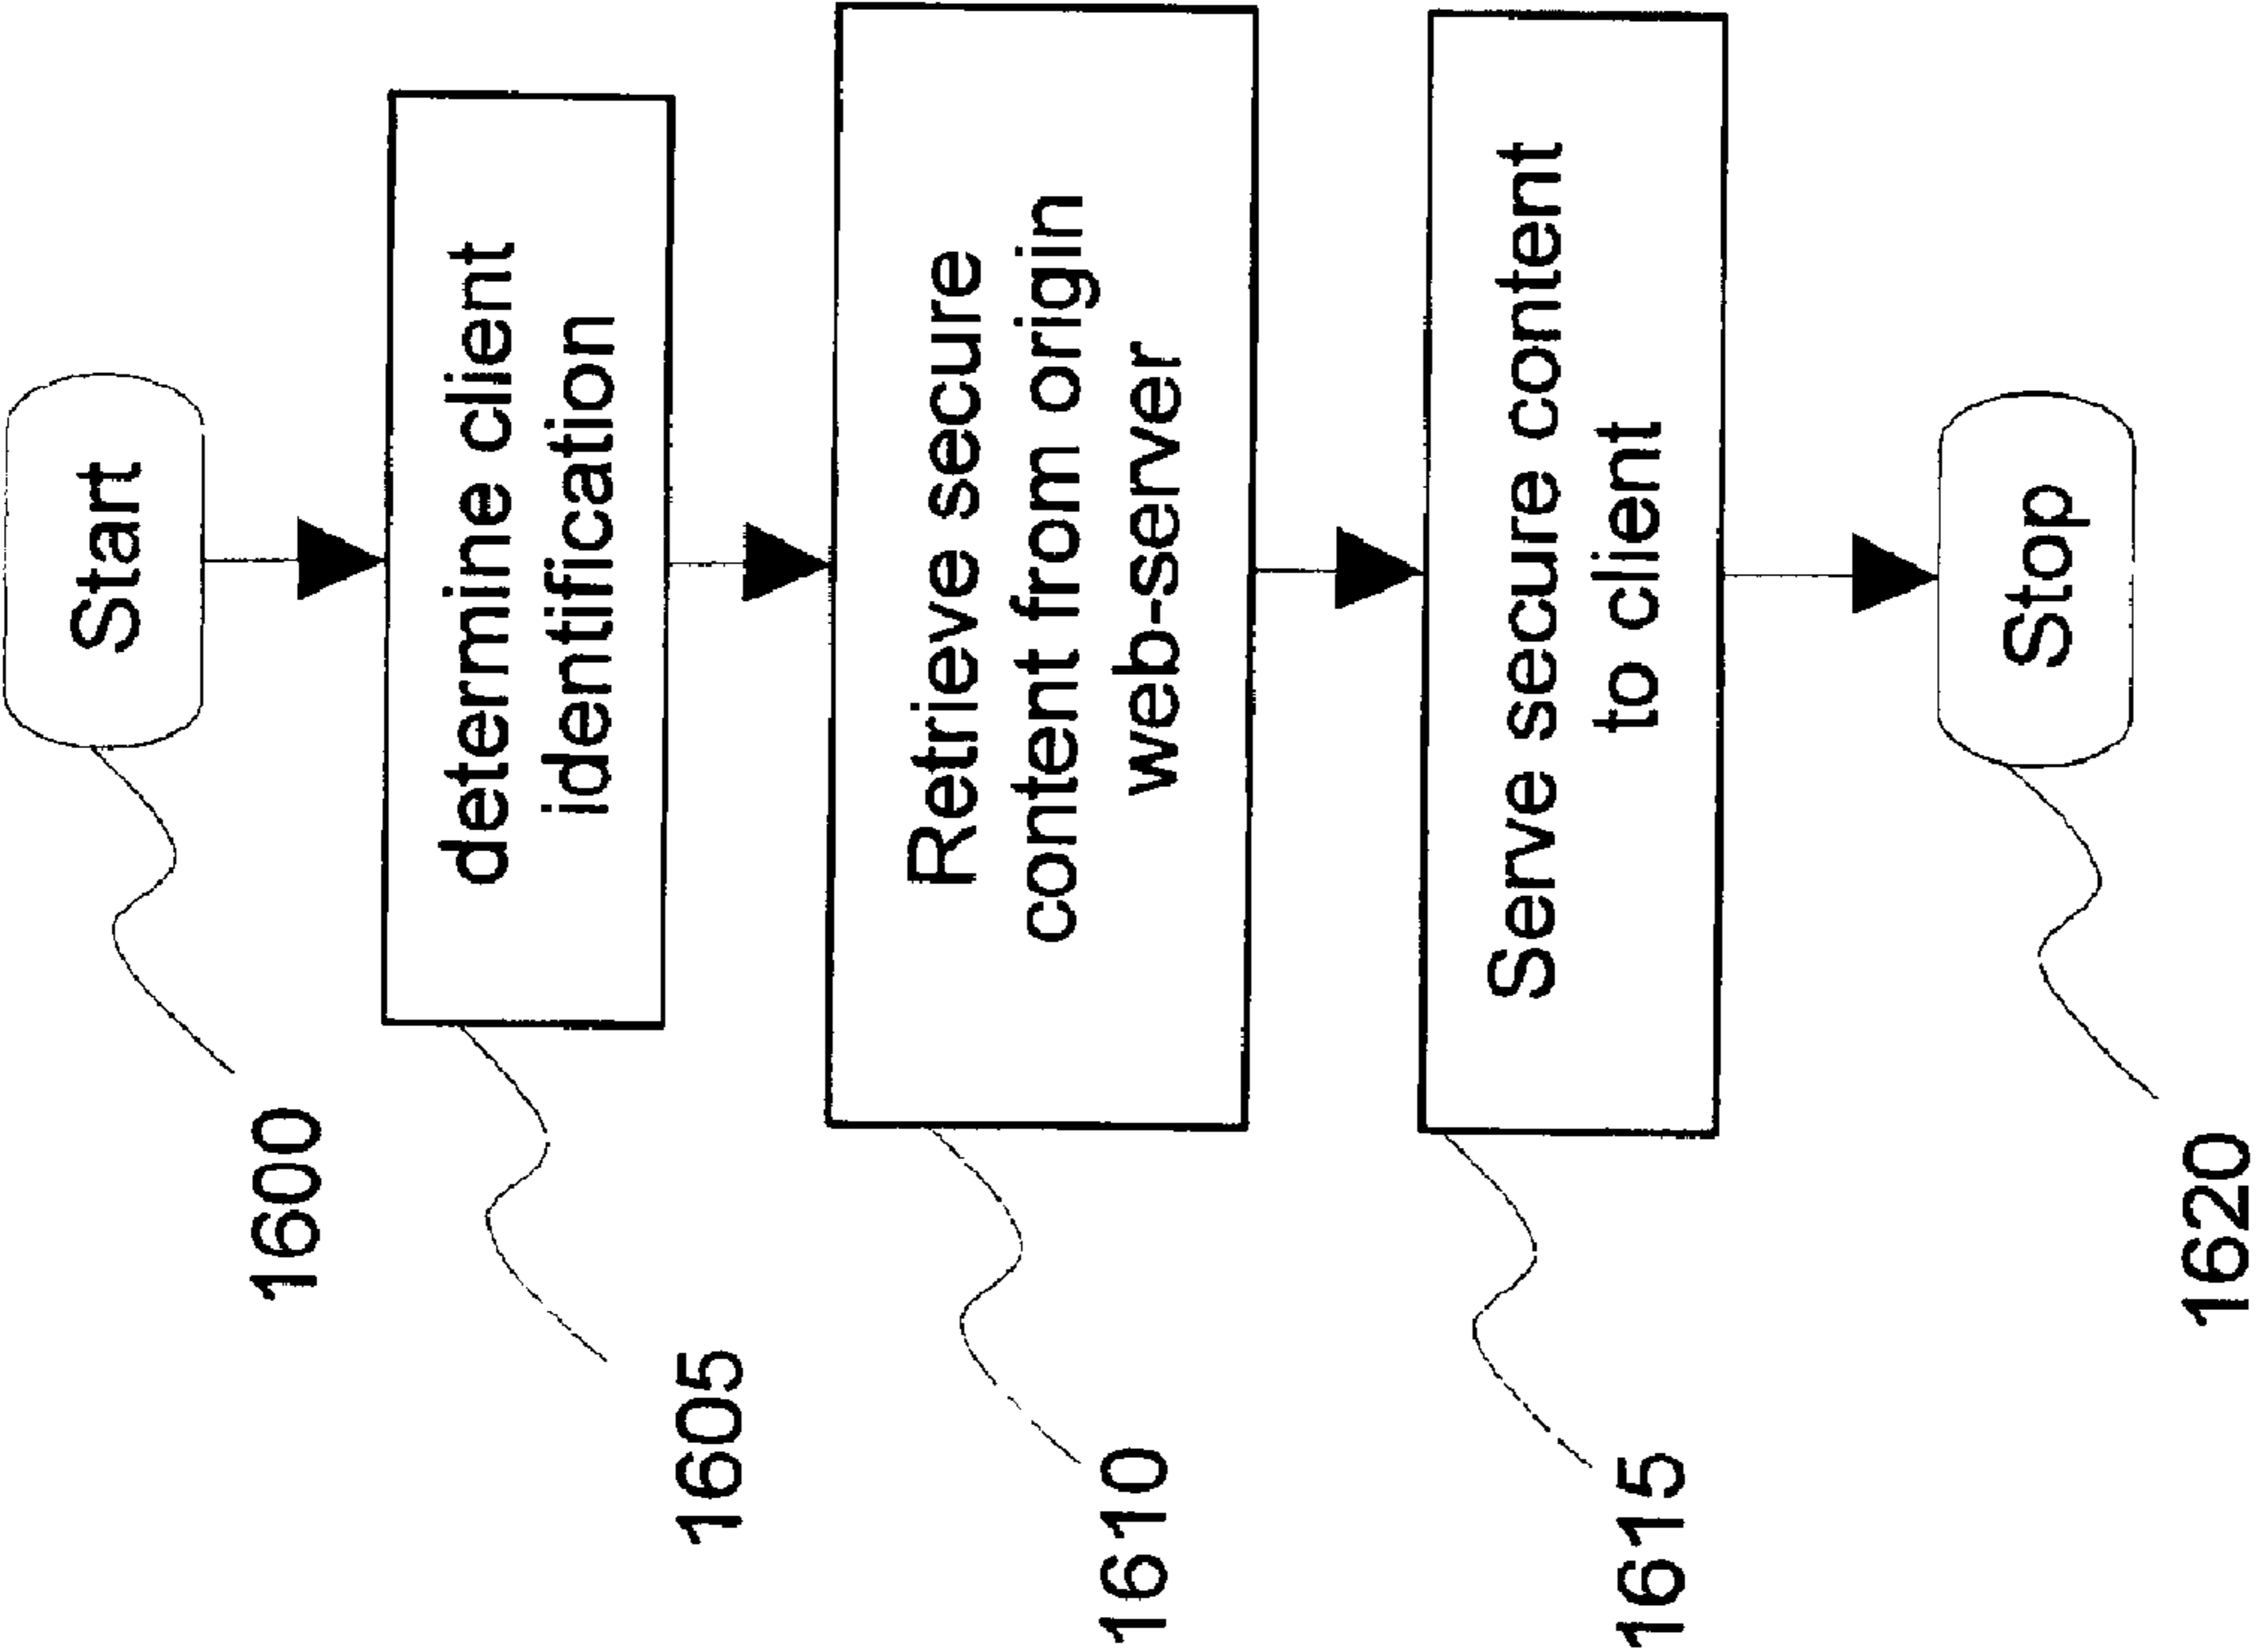 Start
1600
determine client
identification
1605
Retrieve secure
content from origin
web-server
1610
Serve secure content
to client
1615
Stop
1620